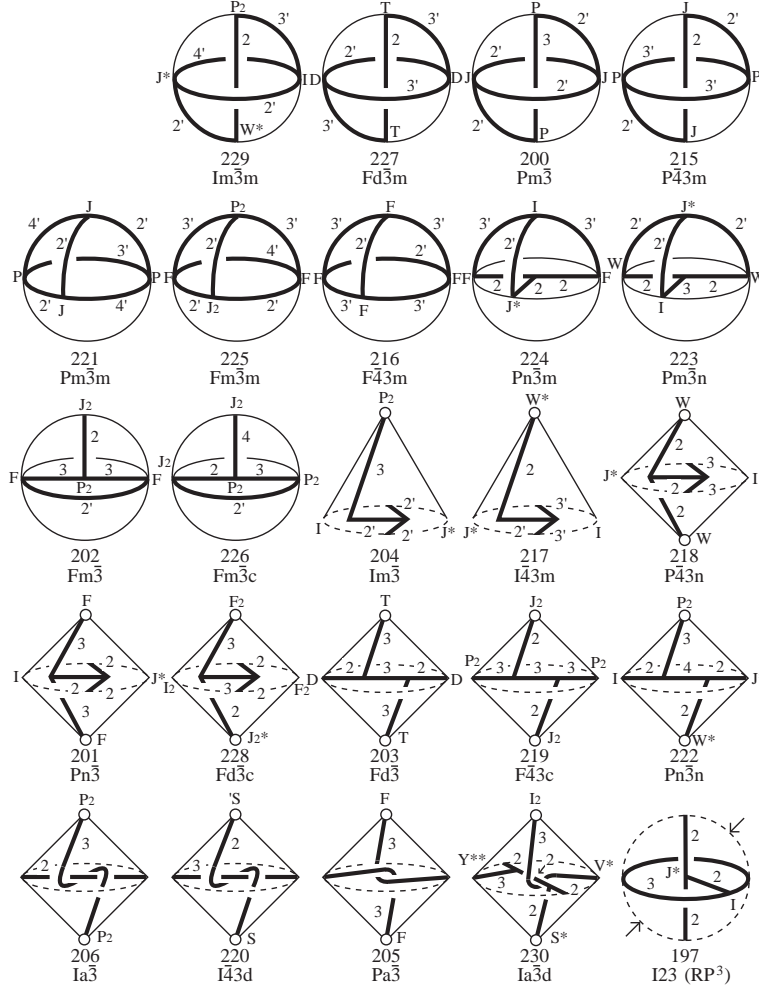 P2 T P J
3' 3' 2' 2'
2 2 3 2
4' 2' 2' 3'
J* I D D J J P P
2' 3' 2' 3'
2' 3' 2' 2'
W* T P J
229 227 200 215
Im3̅m Fd3̅m Pm3̅ P4̅3m
J P2 F I J*
4' 2' 3' 3' 3' 3' 3' 3' 2' 2'
2' 2' 2' 2' 2'
3' 4' 2'
P P F F F F F W W
2 2 2 2 3 2
2' 4' 2' 2' 3' 3'
J J2 F J* I
221 225 216 224 223
Pm3̅m Fm3̅m F4̅3m Pn3̅m Pm3̅n
J2 J2 P2 W* W
2 4 3 2 2
J2
F 3 3 F 2 3 P2 2' 3' J* 3 I
P2 P2 I 2' 2' J* J* 2' 3' I 2 3
2' 2' 2
W
202 226 204 217 218
Fm3̅ Fm3̅c Im3̅ I4̅3m P4̅3n
F F2 T J2 P2
3 3 3 2 3
I 2 J* I2 2 F2 D 2 3 2 D P2 3 3 3 P2 I 2 4 2 J
2 2 3 2
3 2 3 2 2
F J2* T J2 W*
201 228 203 219 222
Pn3̅ Fd3̅c Fd3̅ F4̅3c Pn3̅n
P2 'S F I2
3 2 3 3 2
2 3 Y** 2 V* J* 2
3 2 3 I
2 2 3 2 2
P2 S F S*
206 220 205 230 197
Ia3̅ I4̅3d Pa3̅ Ia3̅d I23 (RP³)